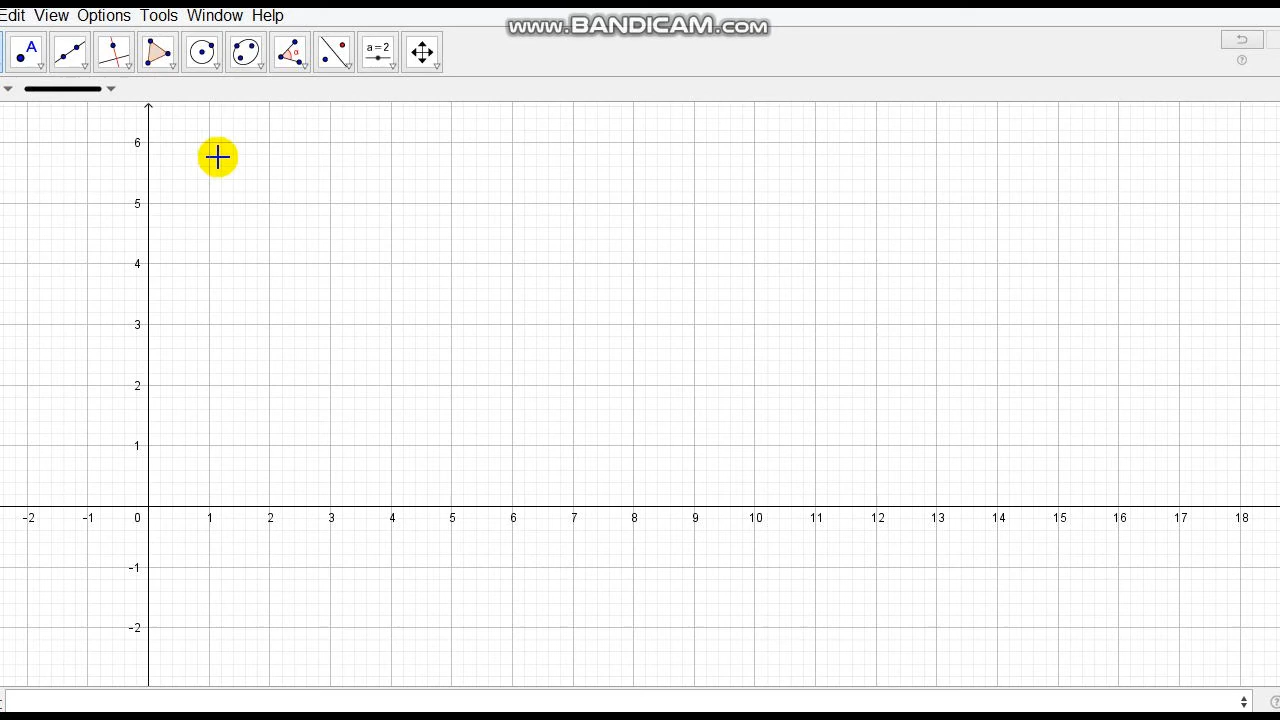 Edit View Options Tools Window Help
www.BANDICAM.com
A
α
a=2
6
5
4
3
2
1
-2 -1 0 1 2 3 4 5 6 7 8 9 10 11 12 13 14 15 16 17 18
-1
-2